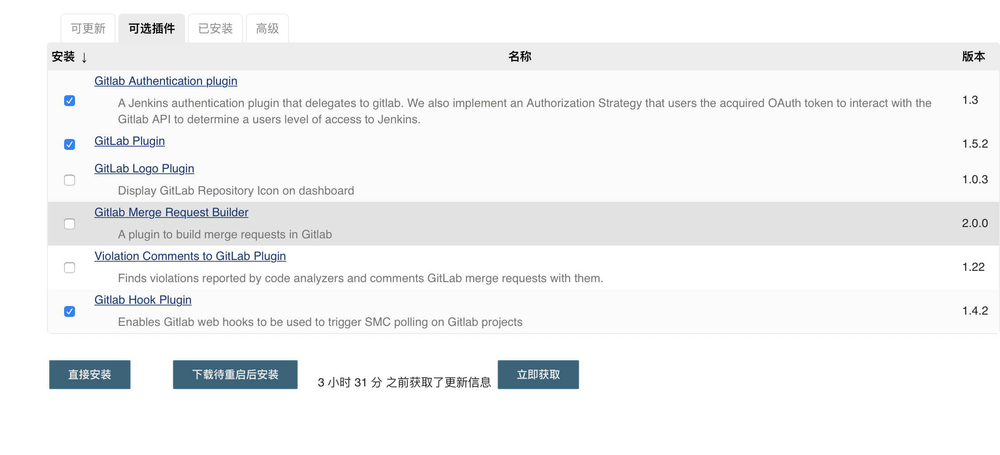 可更新 可选插件 已安装 高级
安装 ↓ 名称 版本
Gitlab Authentication plugin
A Jenkins authentication plugin that delegates to gitlab. We also implement an Authorization Strategy that users the acquired OAuth token to interact with the
Gitlab API to determine a users level of access to Jenkins.
1.3
GitLab Plugin
1.5.2
GitLab Logo Plugin
Display GitLab Repository Icon on dashboard
1.0.3
Gitlab Merge Request Builder
A plugin to build merge requests in Gitlab
2.0.0
Violation Comments to GitLab Plugin
Finds violations reported by code analyzers and comments GitLab merge requests with them.
1.22
Gitlab Hook Plugin
Enables Gitlab web hooks to be used to trigger SMC polling on Gitlab projects
1.4.2
直接安装 下载待重启后安装 3 小时 31 分 之前获取了更新信息 立即获取